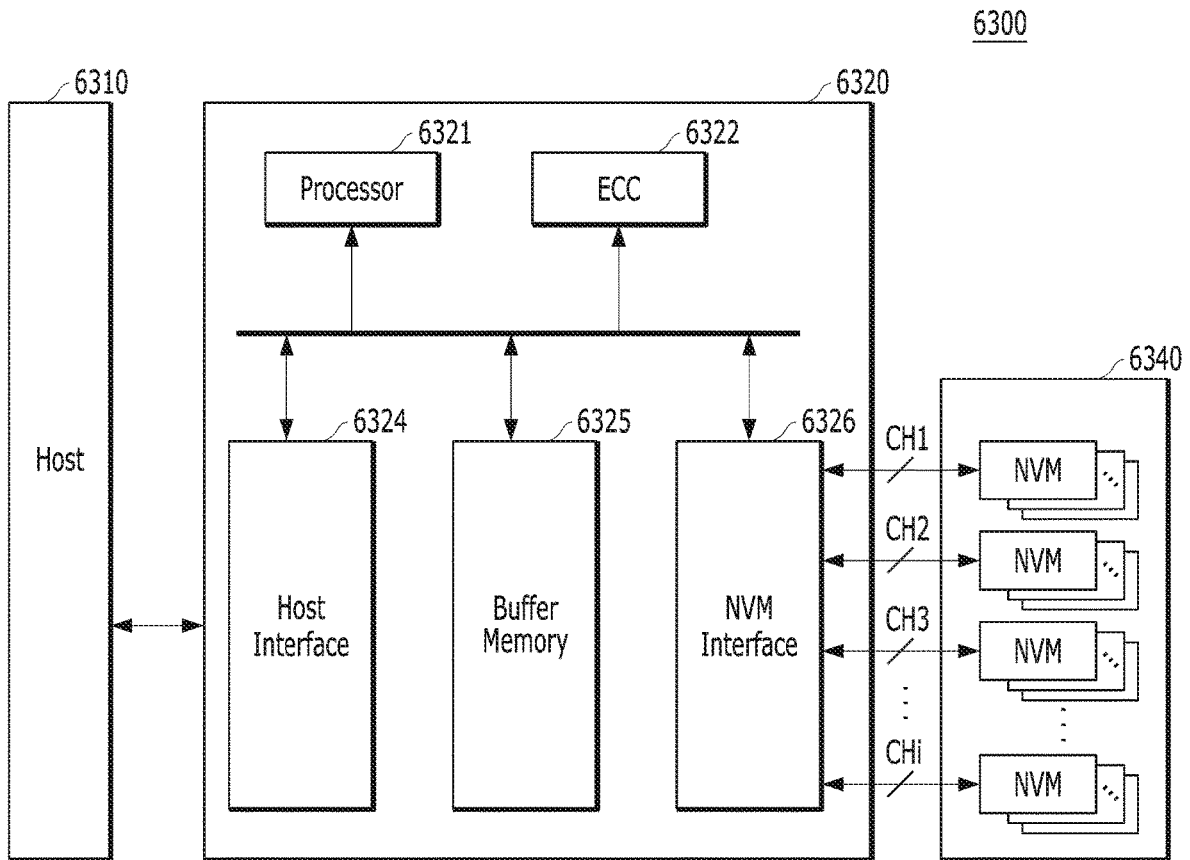 6300
6310
6320
6321
6322
Processor
ECC
6340
6324
6325
6326
CH1
NVM
Host
CH2
NVM
Host
Interface
Buffer
Memory
NVM
Interface
CH3
NVM
CHi
NVM